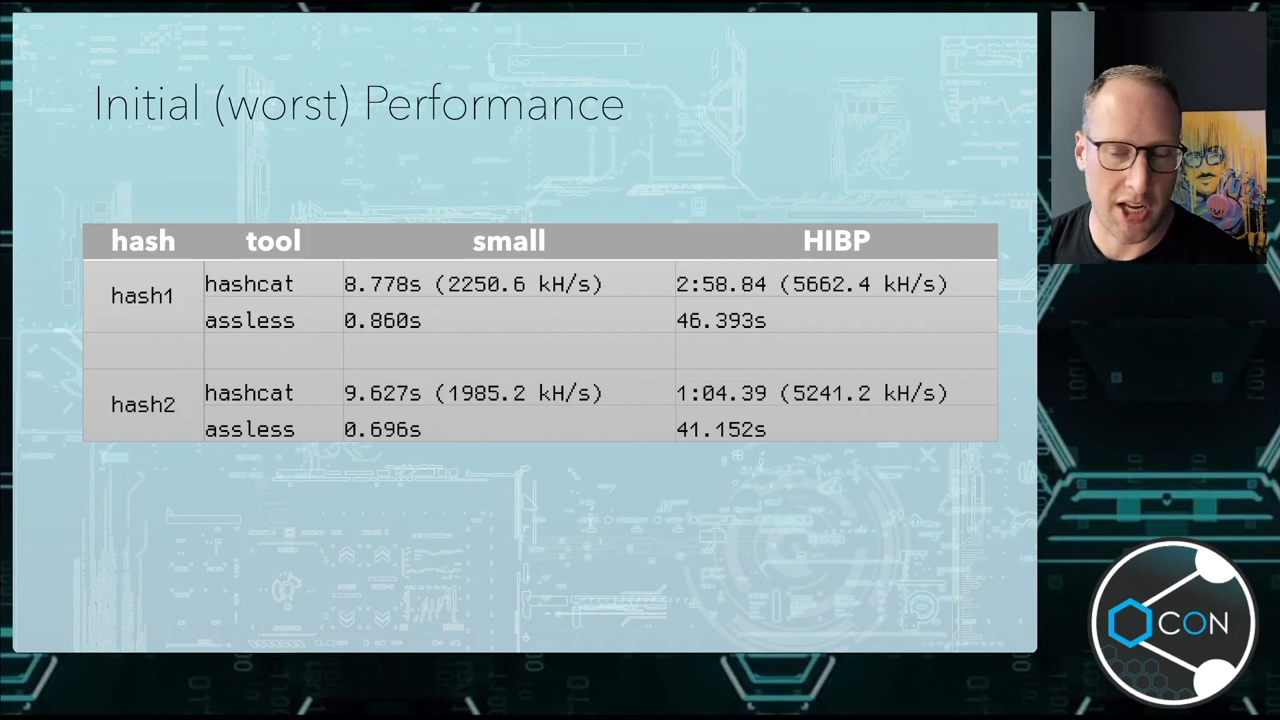 Initial (worst) Performance
hash tool small HIBP
hash1 hashcat 8.778s (2250.6 kH/s) 2:58.84 (5662.4 kH/s)
assless 0.860s 46.393s
hash2 hashcat 9.627s (1985.2 kH/s) 1:04.39 (5241.2 kH/s)
assless 0.696s 41.152s
CON